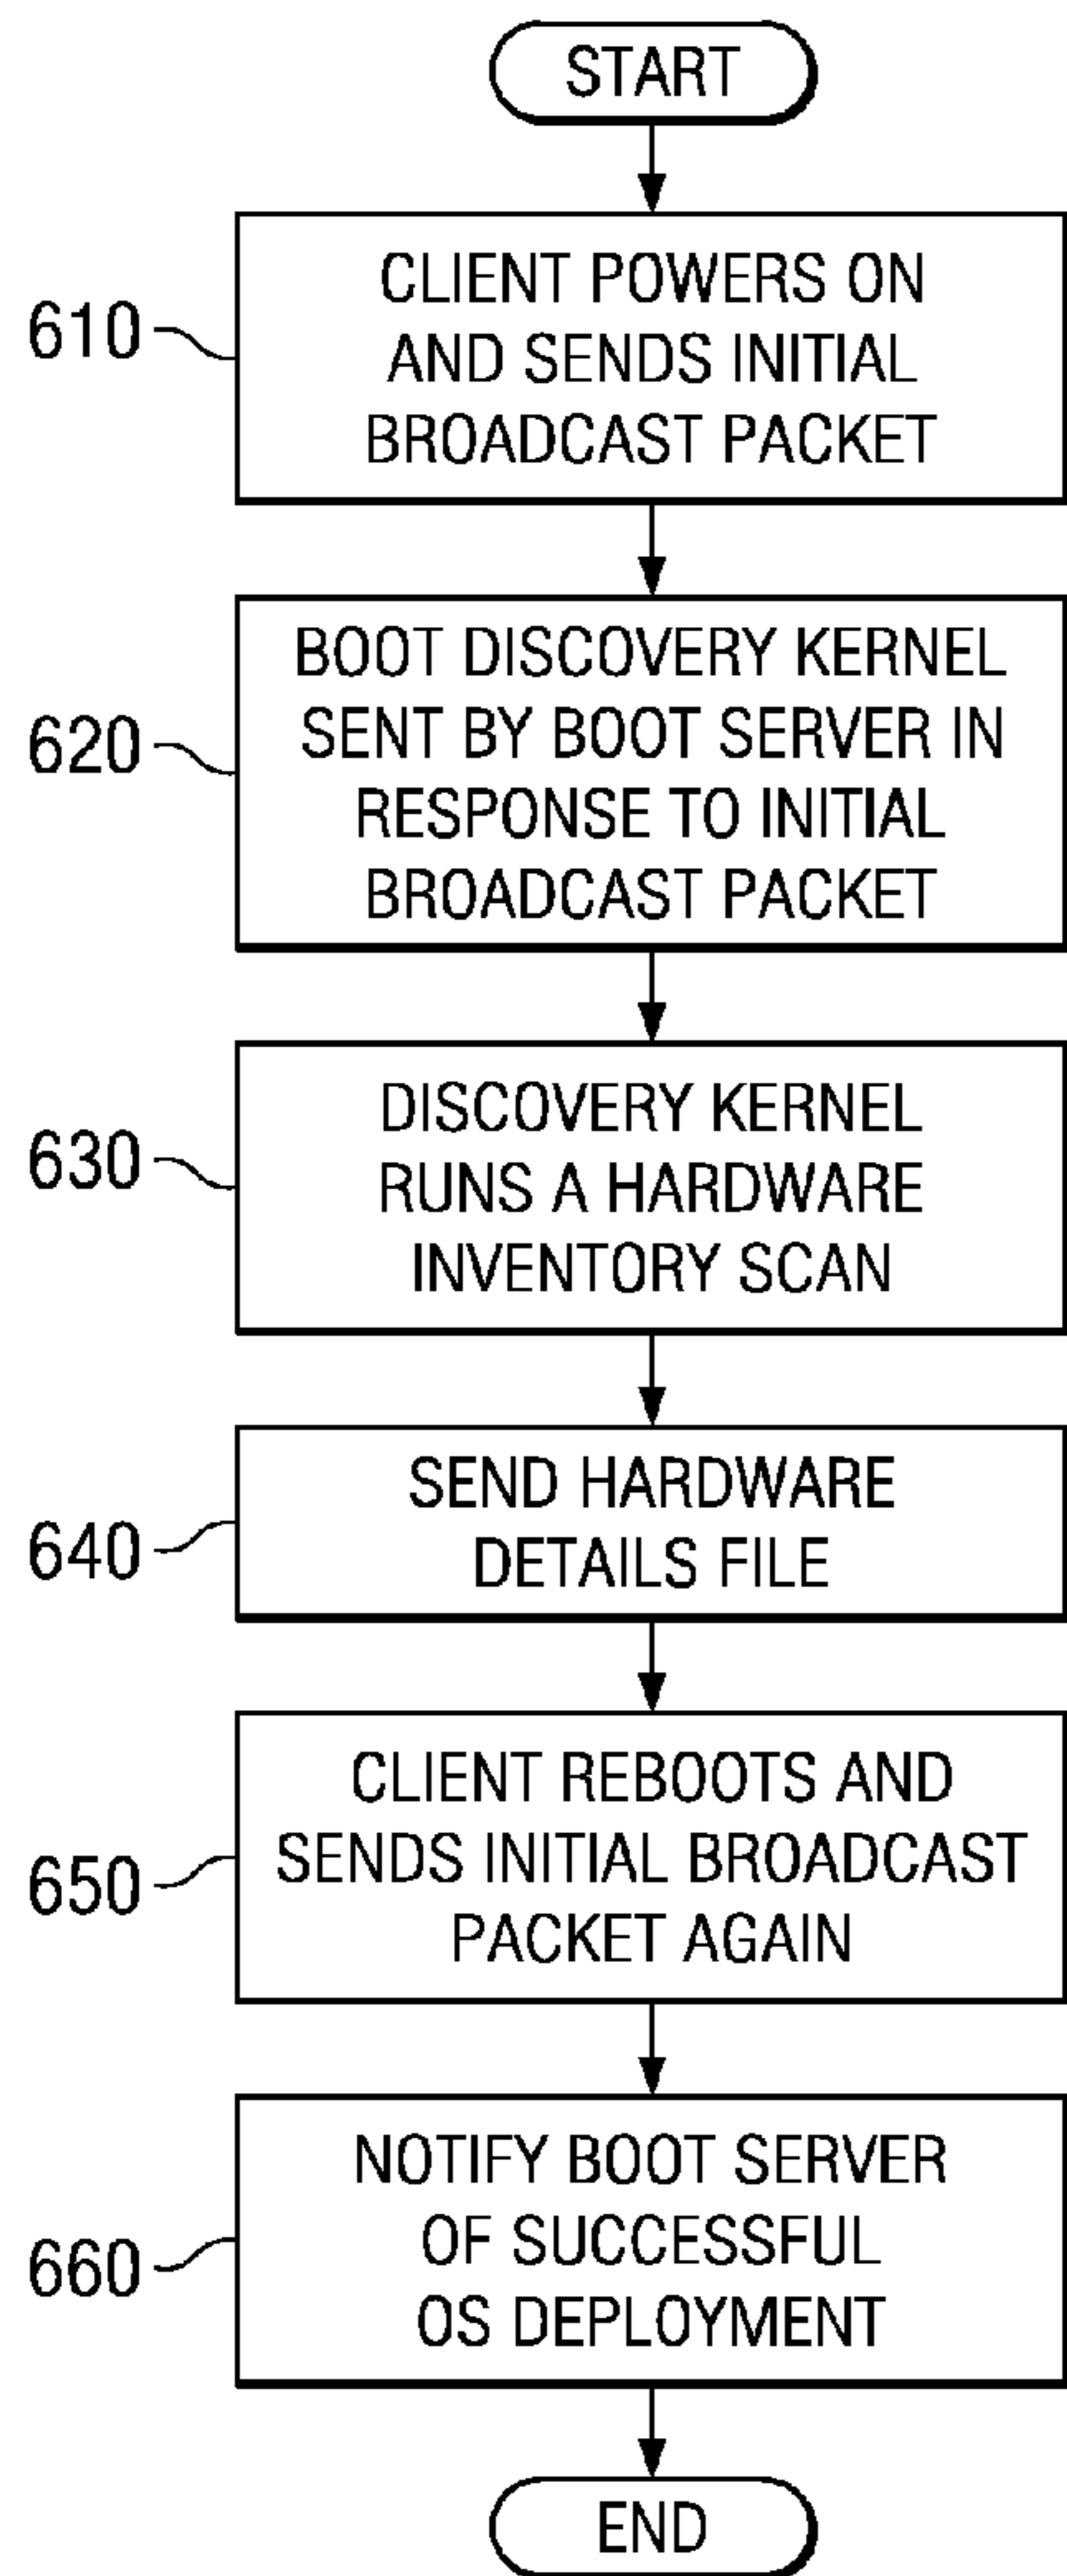 START
610
CLIENT POWERS ON
AND SENDS INITIAL
BROADCAST PACKET
620
BOOT DISCOVERY KERNEL
SENT BY BOOT SERVER IN
RESPONSE TO INITIAL
BROADCAST PACKET
630
DISCOVERY KERNEL
RUNS A HARDWARE
INVENTORY SCAN
640
SEND HARDWARE
DETAILS FILE
650
CLIENT REBOOTS AND
SENDS INITIAL BROADCAST
PACKET AGAIN
660
NOTIFY BOOT SERVER
OF SUCCESSFUL
OS DEPLOYMENT
END